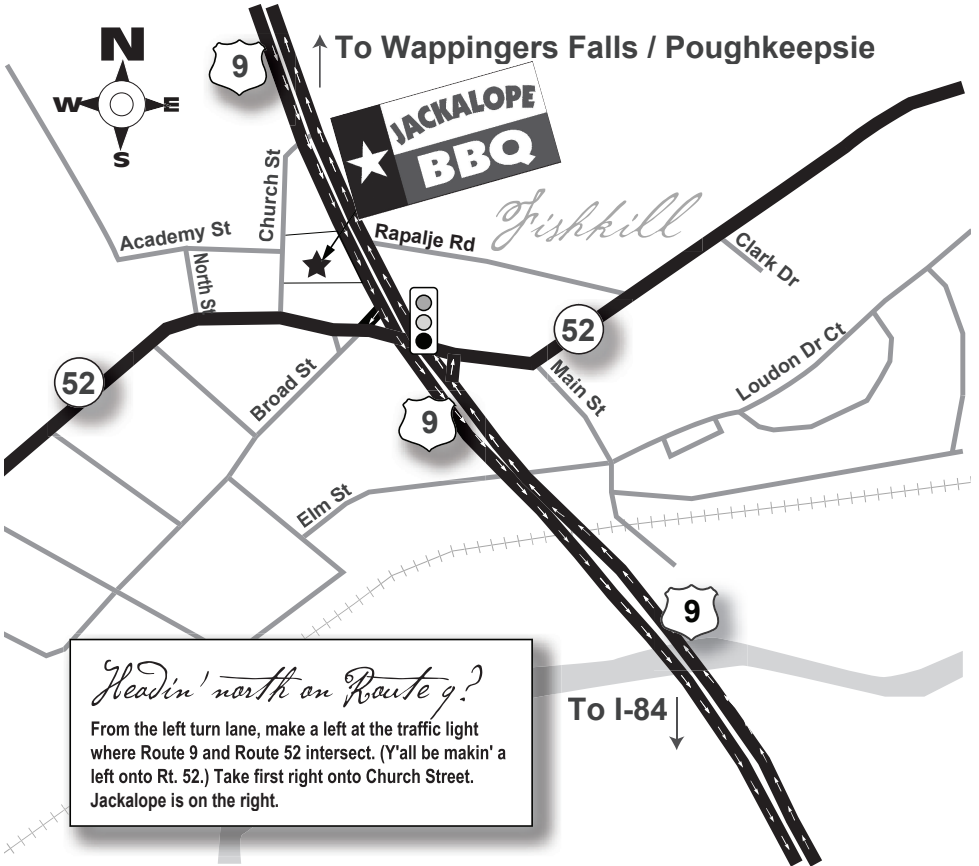 N
W
E
S
9
To Wappingers Falls / Poughkeepsie
JACKALOPE
BBQ
Fishkill
Church St
Academy St
North St
Rapalje Rd
Clark Dr
52
52
Broad St
9
Main St
Loudon Dr Ct
Elm St
9
To I-84
Headin' north on Route 9?
From the left turn lane, make a left at the traffic light
where Route 9 and Route 52 intersect. (Y'all be makin' a
left onto Rt. 52.) Take first right onto Church Street.
Jackalope is on the right.